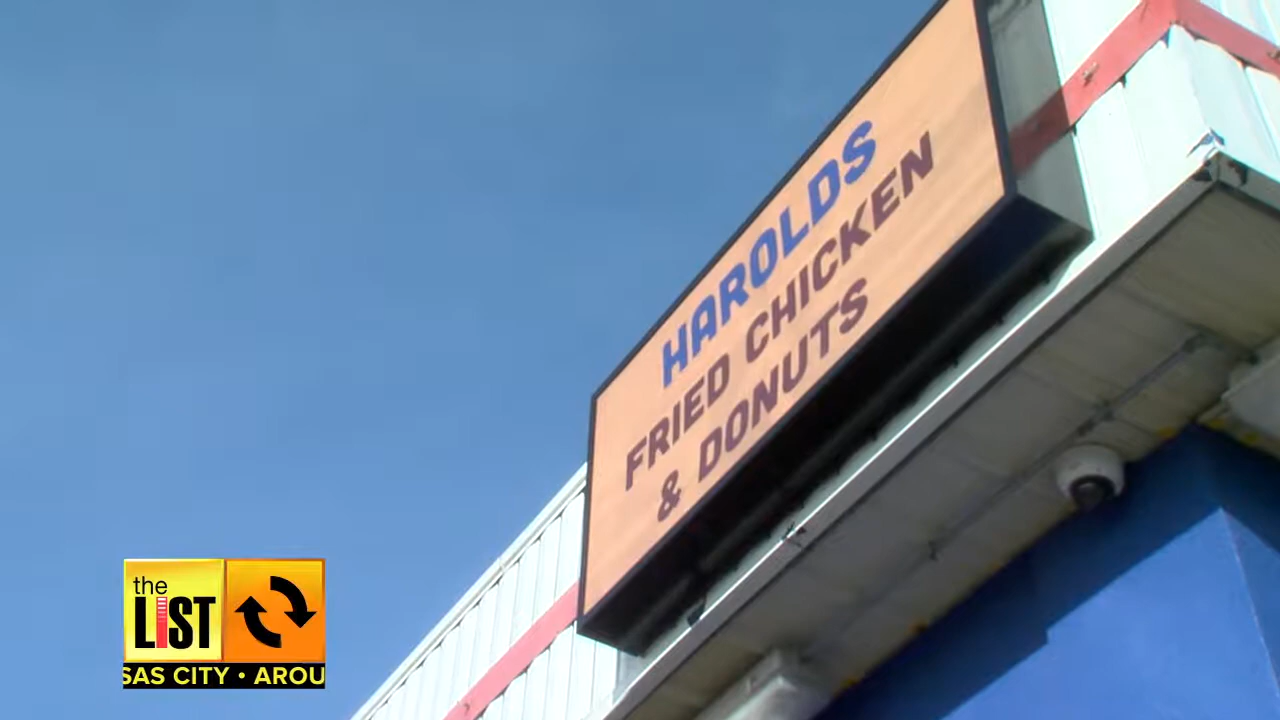 HAROLDS
FRIED CHICKEN
& DONUTS
the
LIST
SAS CITY • AROU